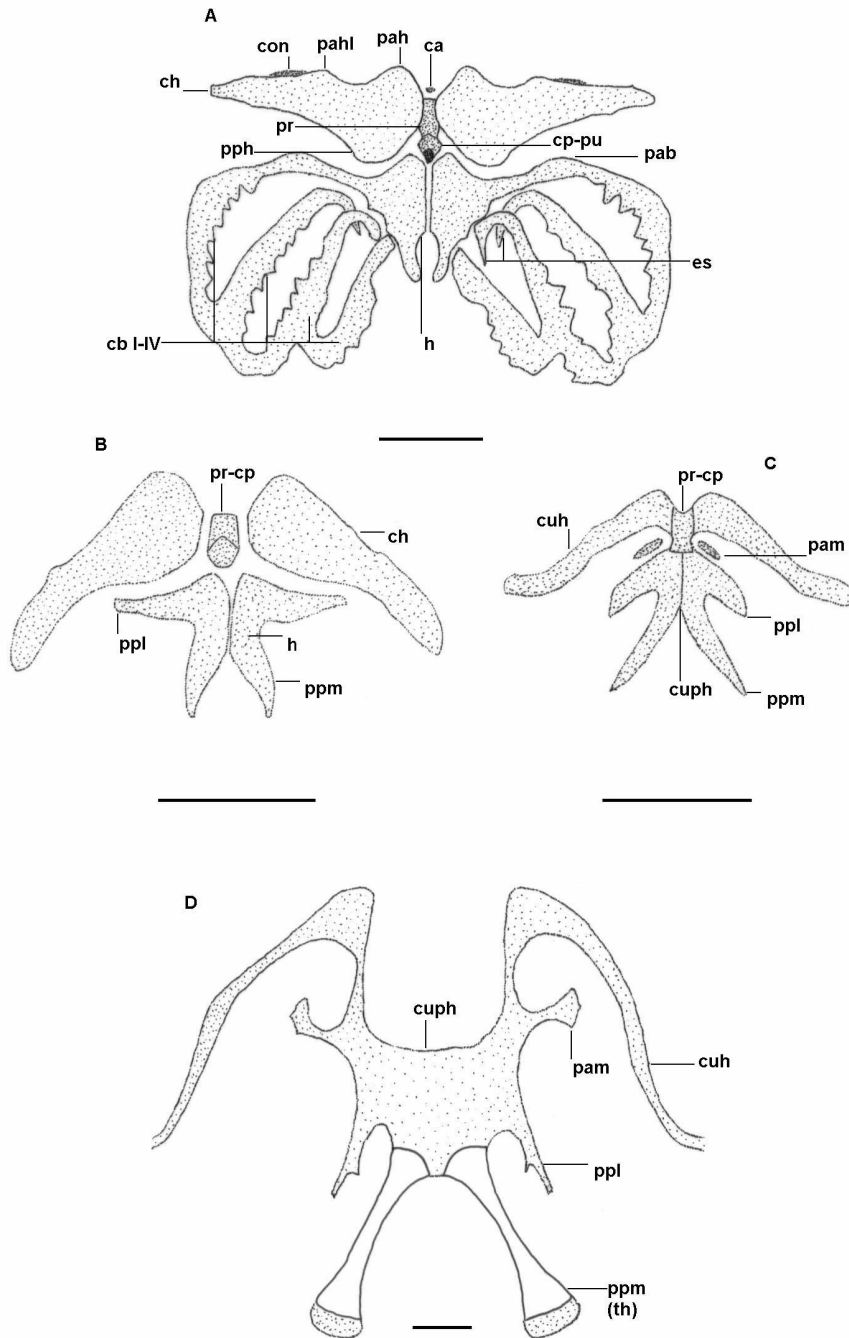 A
con pahl pah ca
ch
pr
pph cp-pu pab
es
cb I-IV h
B
pr-cp
ch
ppl h
ppm
C
pr-cp
cuh
pam
ppl
cuph ppm
D
cuph
pam cuh
ppl
ppm
(th)